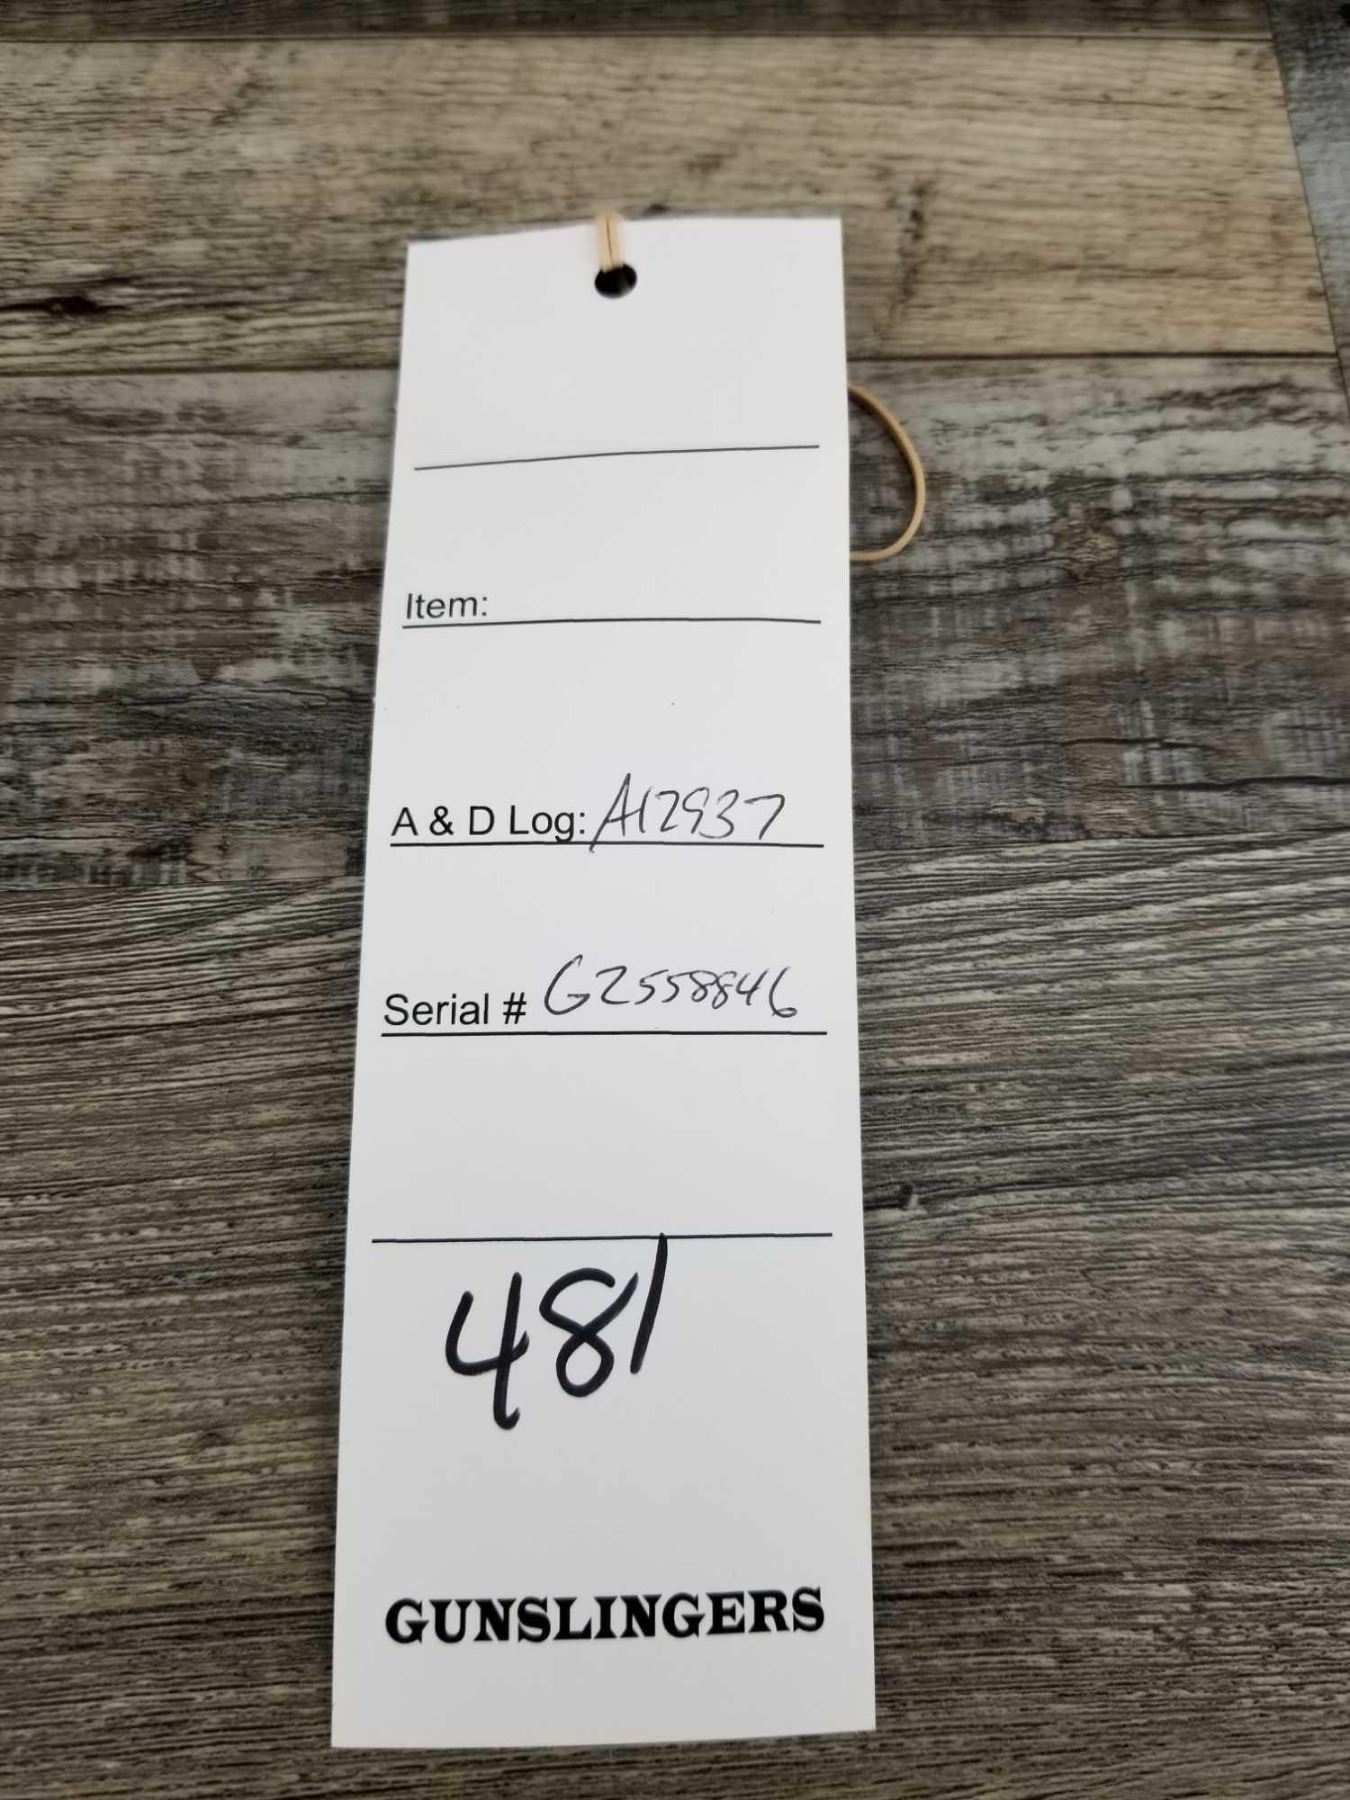 Item:
A & D Log: A12937
Serial # G2558846
481
GUNSLINGERS